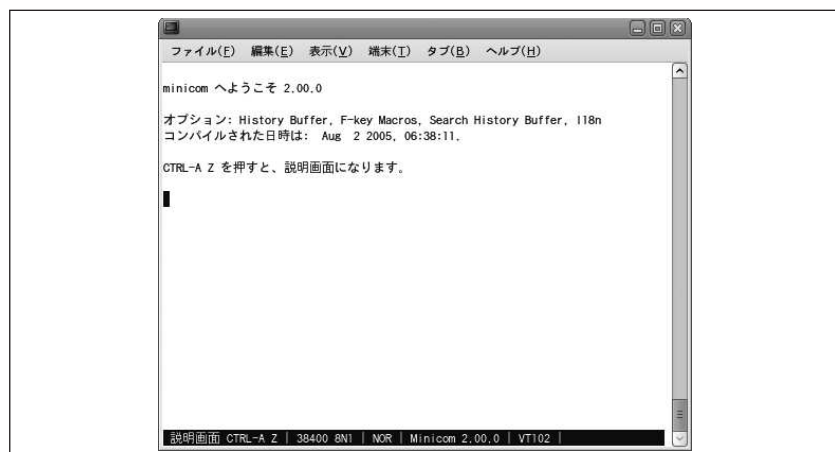 ファイル(F) 編集(E) 表示(V) 端末(T) タブ(B) ヘルプ(H)
minicom へようこそ 2.00.0
オプション: History Buffer, F-key Macros, Search History Buffer, I18n
コンパイルされた日時は: Aug 2 2005, 06:38:11.
CTRL-A Z を押すと、説明画面になります。
説明画面 CTRL-A Z | 38400 8N1 | NOR | Minicom 2.00.0 | VT102 |